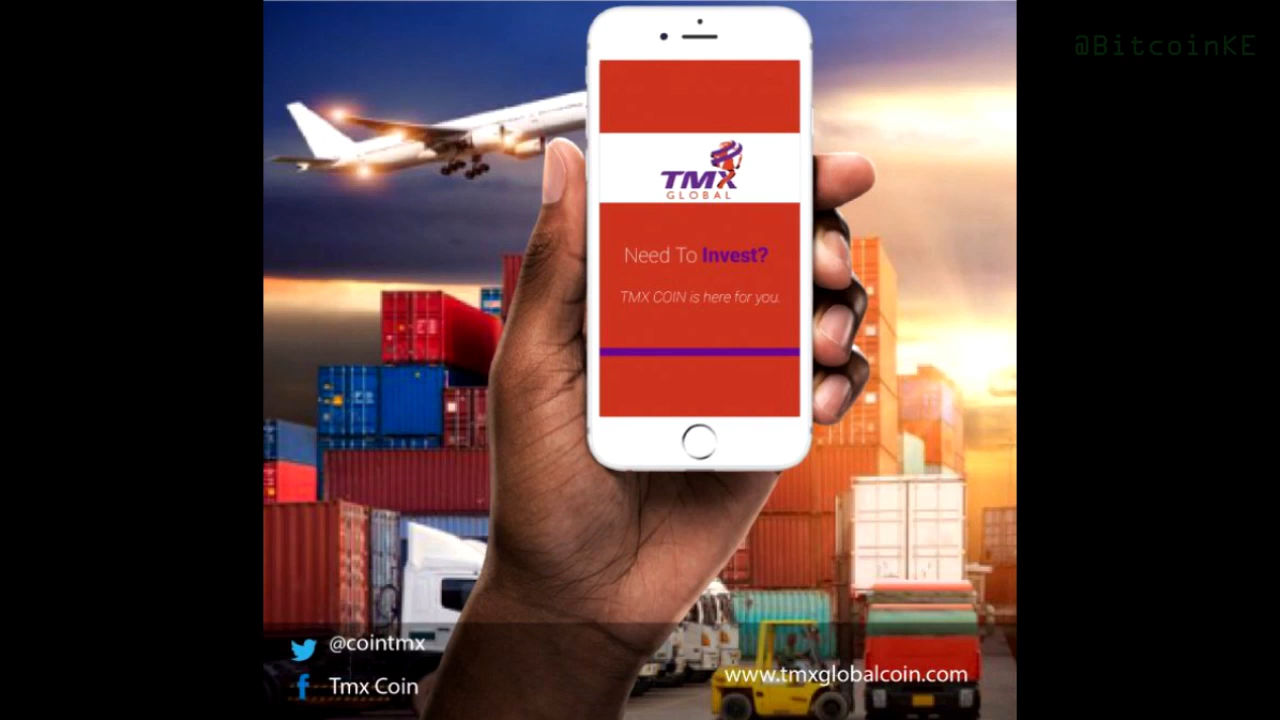 @BitcoinKE
TMX
GLOBAL
Need To Invest?
TMX COIN is here for you.
@cointmx
Tmx Coin
www.tmxglobalcoin.com